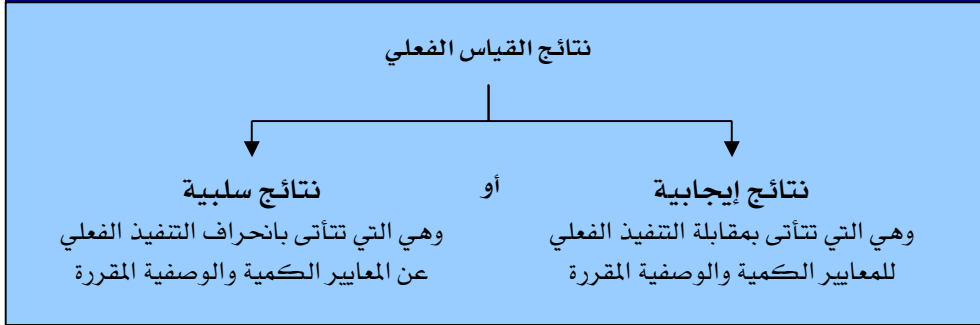 نتائج القياس الفعلي
نتائج إيجابية
أو
نتائج سلبية
وهي التي تتأتى بمقابلة التنفيذ الفعلي
للمعايير الكمية والوصفية المقررة
وهي التي تتأتى بانحراف التنفيذ الفعلي
عن المعايير الكمية والوصفية المقررة